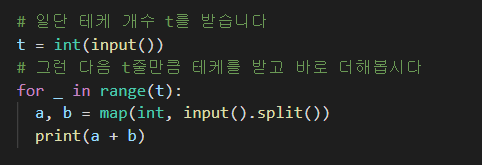 # 일단 테케 개수 t를 받습니다
t = int(input())
# 그런 다음 t줄만큼 테케를 받고 바로 더해봅시다
for _ in range(t):
  a, b = map(int, input().split())
  print(a + b)